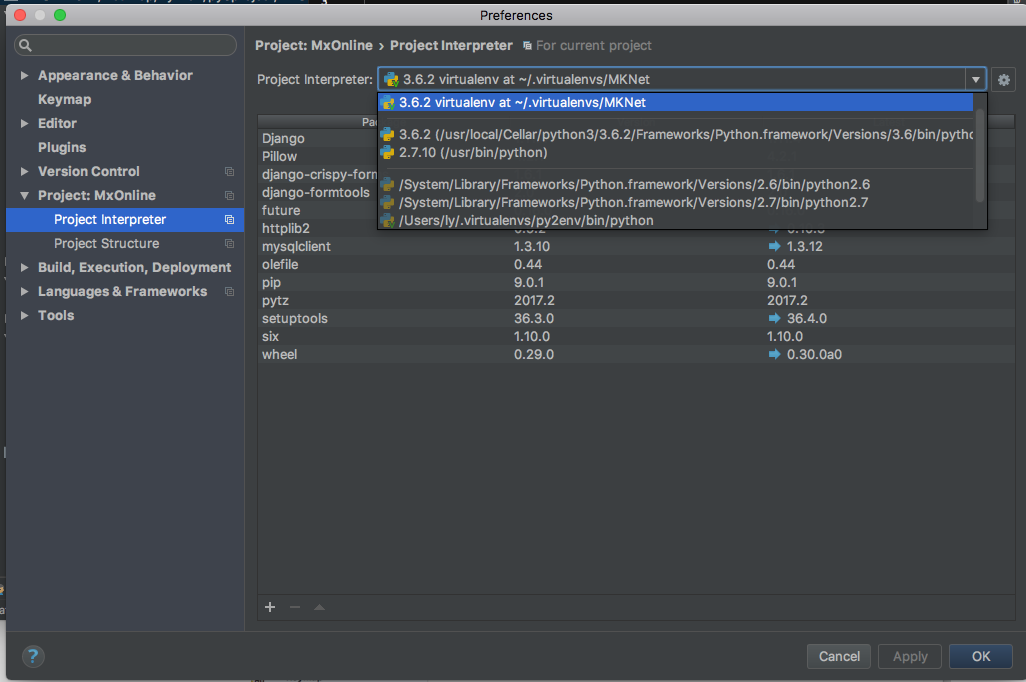 Preferences
Project: MxOnline › Project Interpreter For current project
Appearance & Behavior
Keymap
Editor
Plugins
Version Control
Project: MxOnline
Project Interpreter
Project Structure
Build, Execution, Deployment
Languages & Frameworks
Tools
Project Interpreter: 3.6.2 virtualenv at ~/.virtualenvs/MKNet
3.6.2 virtualenv at ~/.virtualenvs/MKNet
3.6.2 (/usr/local/Cellar/python3/3.6.2/Frameworks/Python.framework/Versions/3.6/bin/pytho
2.7.10 (/usr/bin/python)
/System/Library/Frameworks/Python.framework/Versions/2.6/bin/python2.6
/System/Library/Frameworks/Python.framework/Versions/2.7/bin/python2.7
/Users/ly/.virtualenvs/py2env/bin/python
Pa
Django
Pillow
django-crispy-form
django-formtools
future
httplib2
mysqlclient 1.3.10 1.3.12
olefile 0.44 0.44
pip 9.0.1 9.0.1
pytz 2017.2 2017.2
setuptools 36.3.0 36.4.0
six 1.10.0 1.10.0
wheel 0.29.0 0.30.0a0
+ −
? Cancel Apply OK